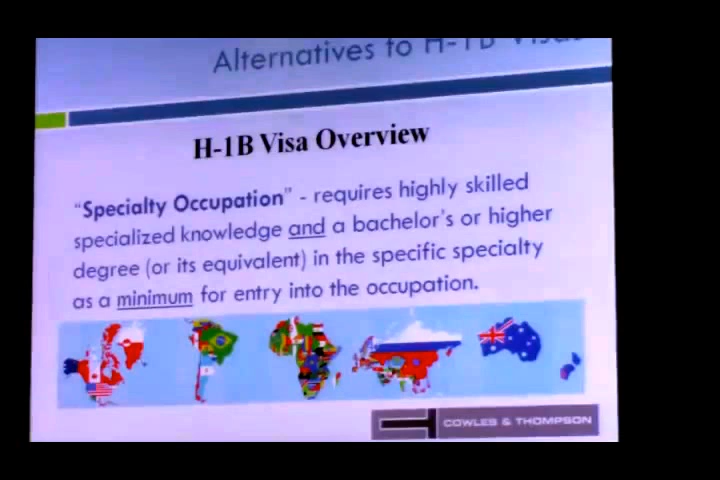 Alternatives to H-1B Visas
H-1B Visa Overview
"Specialty Occupation" - requires highly skilled
specialized knowledge and a bachelor's or higher
degree (or its equivalent) in the specific specialty
as a minimum for entry into the occupation.
COWLES & THOMPSON